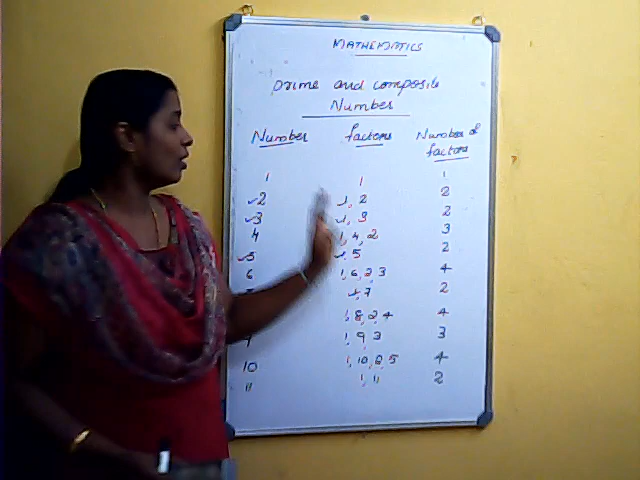 MATHEMATICS
prime and composite
Number
Number factors Number of factors
1 1 1
✓2 1, 2 2
✓3 1, 3 2
4 1, 4, 2 3
✓5 1, 5 2
6 1, 6, 2, 3 4
1, 7 2
1, 8, 2, 4 4
9 1, 9, 3 3
10 1, 10, 2, 5 4
11 1, 11 2